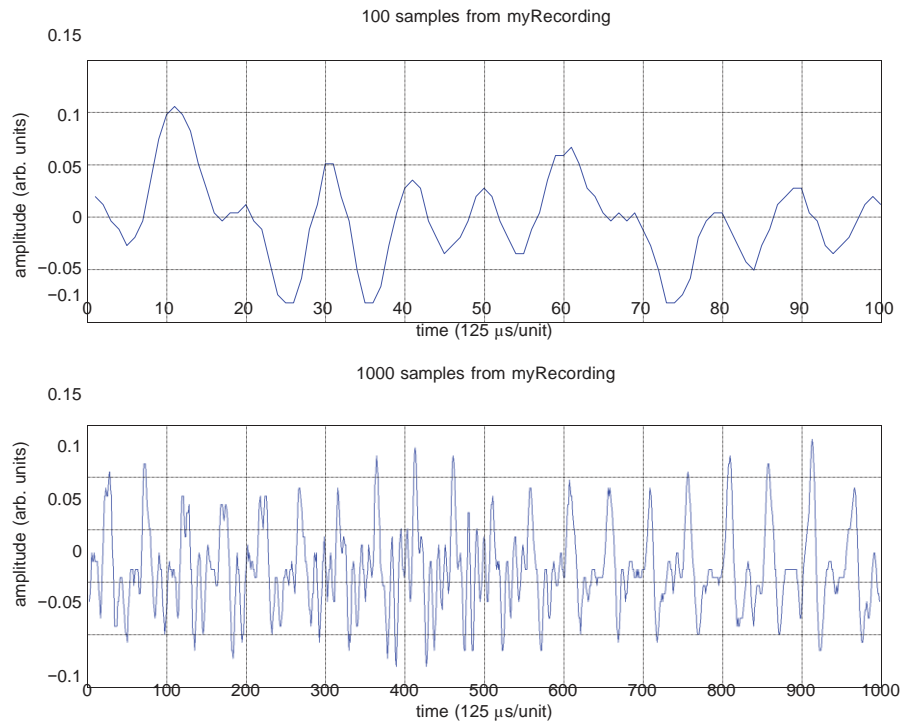 100 samples from myRecording
0.15
0.1
0.05
0
−0.05
−0.1
amplitude (arb. units)
0 10 20 30 40 50 60 70 80 90 100
time (125 μs/unit)
1000 samples from myRecording
0.15
0.1
0.05
0
−0.05
−0.1
amplitude (arb. units)
0 100 200 300 400 500 600 700 800 900 1000
time (125 μs/unit)